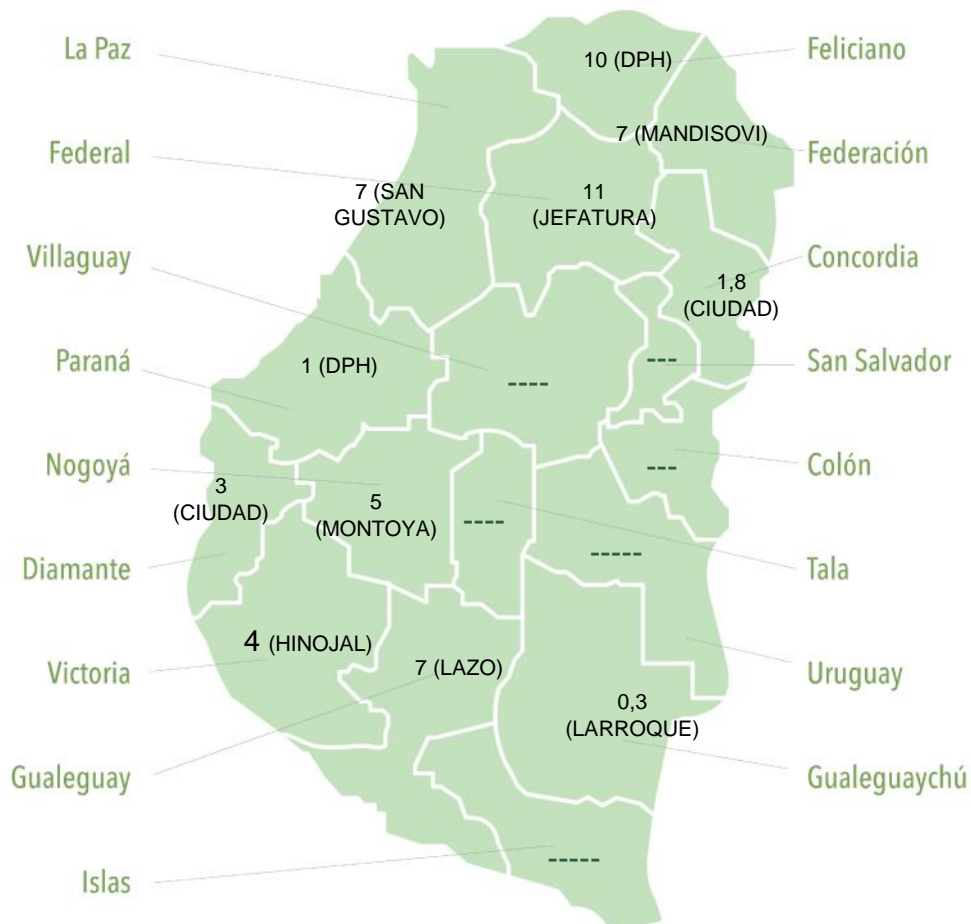 La Paz
10 (DPH)
Feliciano
7 (MANDISOVI)
Federal
Federación
7 (SAN
GUSTAVO)
11
(JEFATURA)
Villaguay
Concordia
1,8
(CIUDAD)
Paraná
1 (DPH)
----
---
San Salvador
Nogoyá
Colón
---
3
(CIUDAD)
5
(MONTOYA)
----
-----
Diamante
Tala
4 (HINOJAL)
Victoria
7 (LAZO)
Uruguay
0,3
(LARROQUE)
Gualeguay
Gualeguaychú
-----
Islas